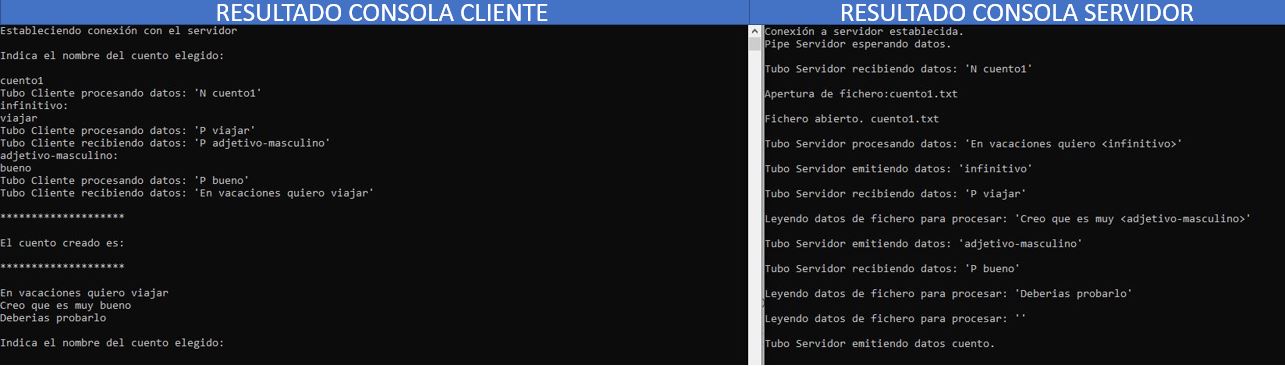 RESULTADO CONSOLA CLIENTE
Estableciendo conexión con el servidor
Indica el nombre del cuento elegido:
cuento1
Tubo Cliente procesando datos: 'N cuento1'
infinitivo:
viajar
Tubo Cliente procesando datos: 'P viajar'
Tubo Cliente recibiendo datos: 'P adjetivo-masculino'
adjetivo-masculino:
bueno
Tubo Cliente procesando datos: 'P bueno'
Tubo Cliente recibiendo datos: 'En vacaciones quiero viajar'
********************
El cuento creado es:
********************
En vacaciones quiero viajar
Creo que es muy bueno
Deberias probarlo
Indica el nombre del cuento elegido:
RESULTADO CONSOLA SERVIDOR
Conexión a servidor establecida.
Pipe Servidor esperando datos.
Tubo Servidor recibiendo datos: 'N cuento1'
Apertura de fichero:cuento1.txt
Fichero abierto. cuento1.txt
Tubo Servidor procesando datos: 'En vacaciones quiero <infinitivo>'
Tubo Servidor emitiendo datos: 'infinitivo'
Tubo Servidor recibiendo datos: 'P viajar'
Leyendo datos de fichero para procesar: 'Creo que es muy <adjetivo-masculino>'
Tubo Servidor emitiendo datos: 'adjetivo-masculino'
Tubo Servidor recibiendo datos: 'P bueno'
Leyendo datos de fichero para procesar: 'Deberias probarlo'
Leyendo datos de fichero para procesar: ''
Tubo Servidor emitiendo datos cuento.